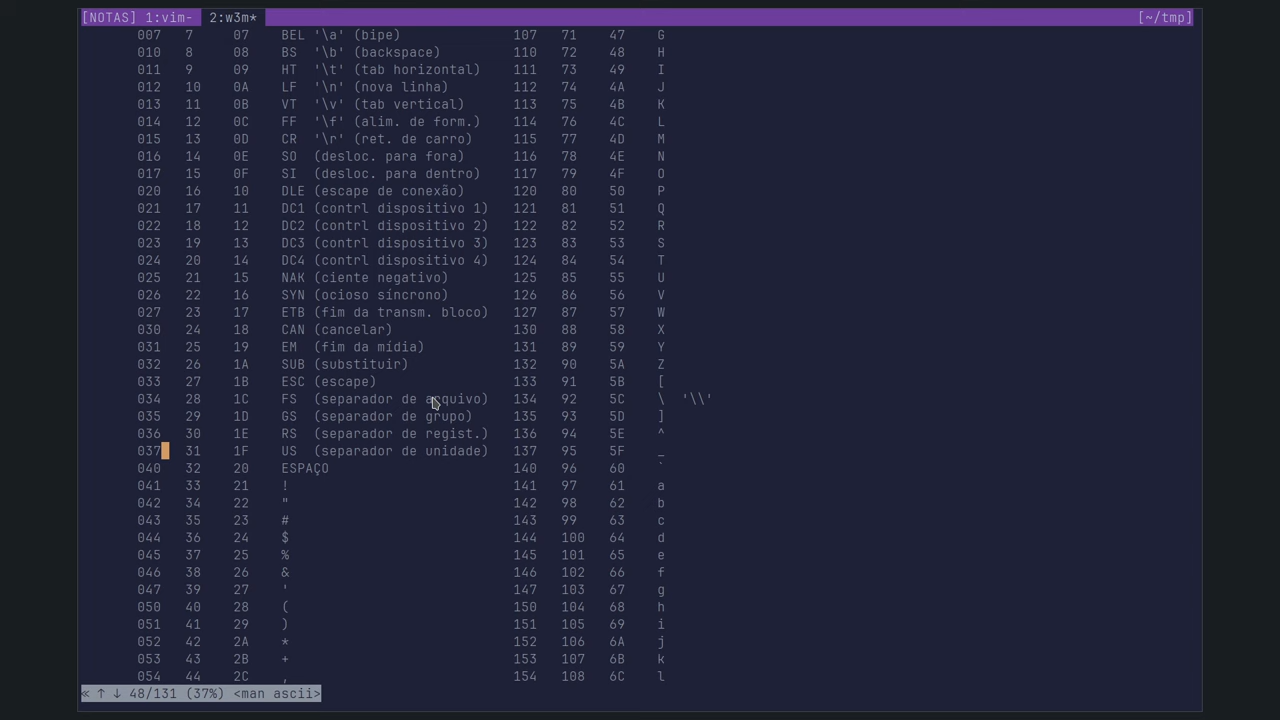 [NOTAS] 1:vim- 2:w3m* [~/tmp]
007 7 07 BEL '\a' (bipe) 107 71 47 G
010 8 08 BS '\b' (backspace) 110 72 48 H
011 9 09 HT '\t' (tab horizontal) 111 73 49 I
012 10 0A LF '\n' (nova linha) 112 74 4A J
013 11 0B VT '\v' (tab vertical) 113 75 4B K
014 12 0C FF '\f' (alim. de form.) 114 76 4C L
015 13 0D CR '\r' (ret. de carro) 115 77 4D M
016 14 0E SO (desloc. para fora) 116 78 4E N
017 15 0F SI (desloc. para dentro) 117 79 4F O
020 16 10 DLE (escape de conexão) 120 80 50 P
021 17 11 DC1 (contrl dispositivo 1) 121 81 51 Q
022 18 12 DC2 (contrl dispositivo 2) 122 82 52 R
023 19 13 DC3 (contrl dispositivo 3) 123 83 53 S
024 20 14 DC4 (contrl dispositivo 4) 124 84 54 T
025 21 15 NAK (ciente negativo) 125 85 55 U
026 22 16 SYN (ocioso síncrono) 126 86 56 V
027 23 17 ETB (fim da transm. bloco) 127 87 57 W
030 24 18 CAN (cancelar) 130 88 58 X
031 25 19 EM (fim da mídia) 131 89 59 Y
032 26 1A SUB (substituir) 132 90 5A Z
033 27 1B ESC (escape) 133 91 5B [
034 28 1C FS (separador de arquivo) 134 92 5C \ '\\'
035 29 1D GS (separador de grupo) 135 93 5D ]
036 30 1E RS (separador de regist.) 136 94 5E ^
037 31 1F US (separador de unidade) 137 95 5F _
040 32 20 ESPAÇO 140 96 60 `
041 33 21 ! 141 97 61 a
042 34 22 " 142 98 62 b
043 35 23 # 143 99 63 c
044 36 24 $ 144 100 64 d
045 37 25 % 145 101 65 e
046 38 26 & 146 102 66 f
047 39 27 ' 147 103 67 g
050 40 28 ( 150 104 68 h
051 41 29 ) 151 105 69 i
052 42 2A * 152 106 6A j
053 43 2B + 153 107 6B k
054 44 2C , 154 108 6C l
« ↑ ↓ 48/131 (37%) <man ascii>